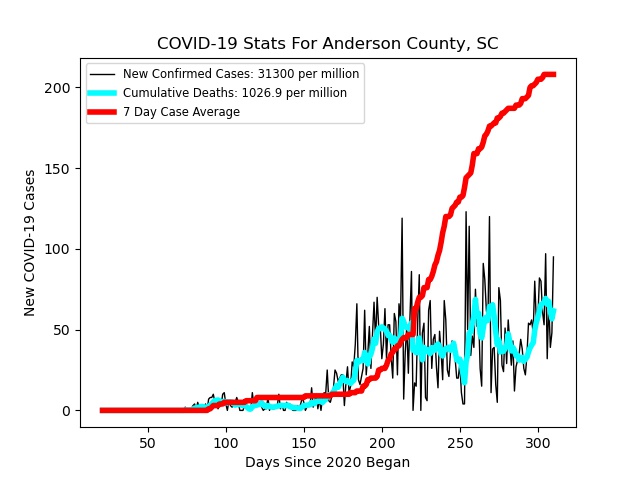 COVID-19 Stats For Anderson County, SC
New Confirmed Cases: 31300 per million
Cumulative Deaths: 1026.9 per million
7 Day Case Average
200
150
100
50
0
New COVID-19 Cases
50 100 150 200 250 300
Days Since 2020 Began